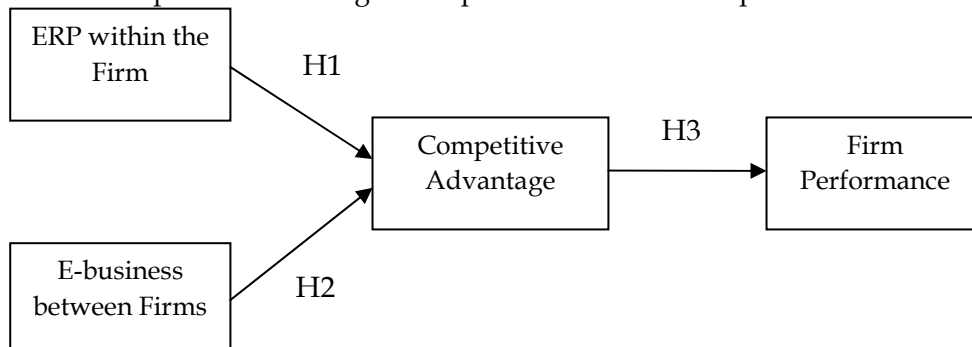 ERP within the
Firm
H1
Competitive
Advantage
H3
Firm
Performance
E-business
between Firms
H2